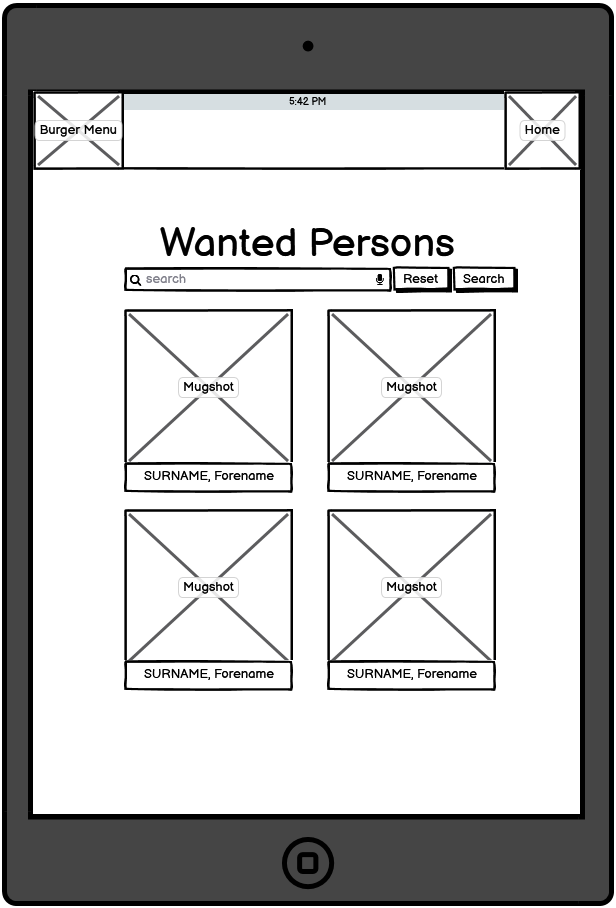 5:42 PM
Burger Menu
Home
Wanted Persons
search
Reset
Search
Mugshot
Mugshot
SURNAME, Forename
SURNAME, Forename
Mugshot
Mugshot
SURNAME, Forename
SURNAME, Forename